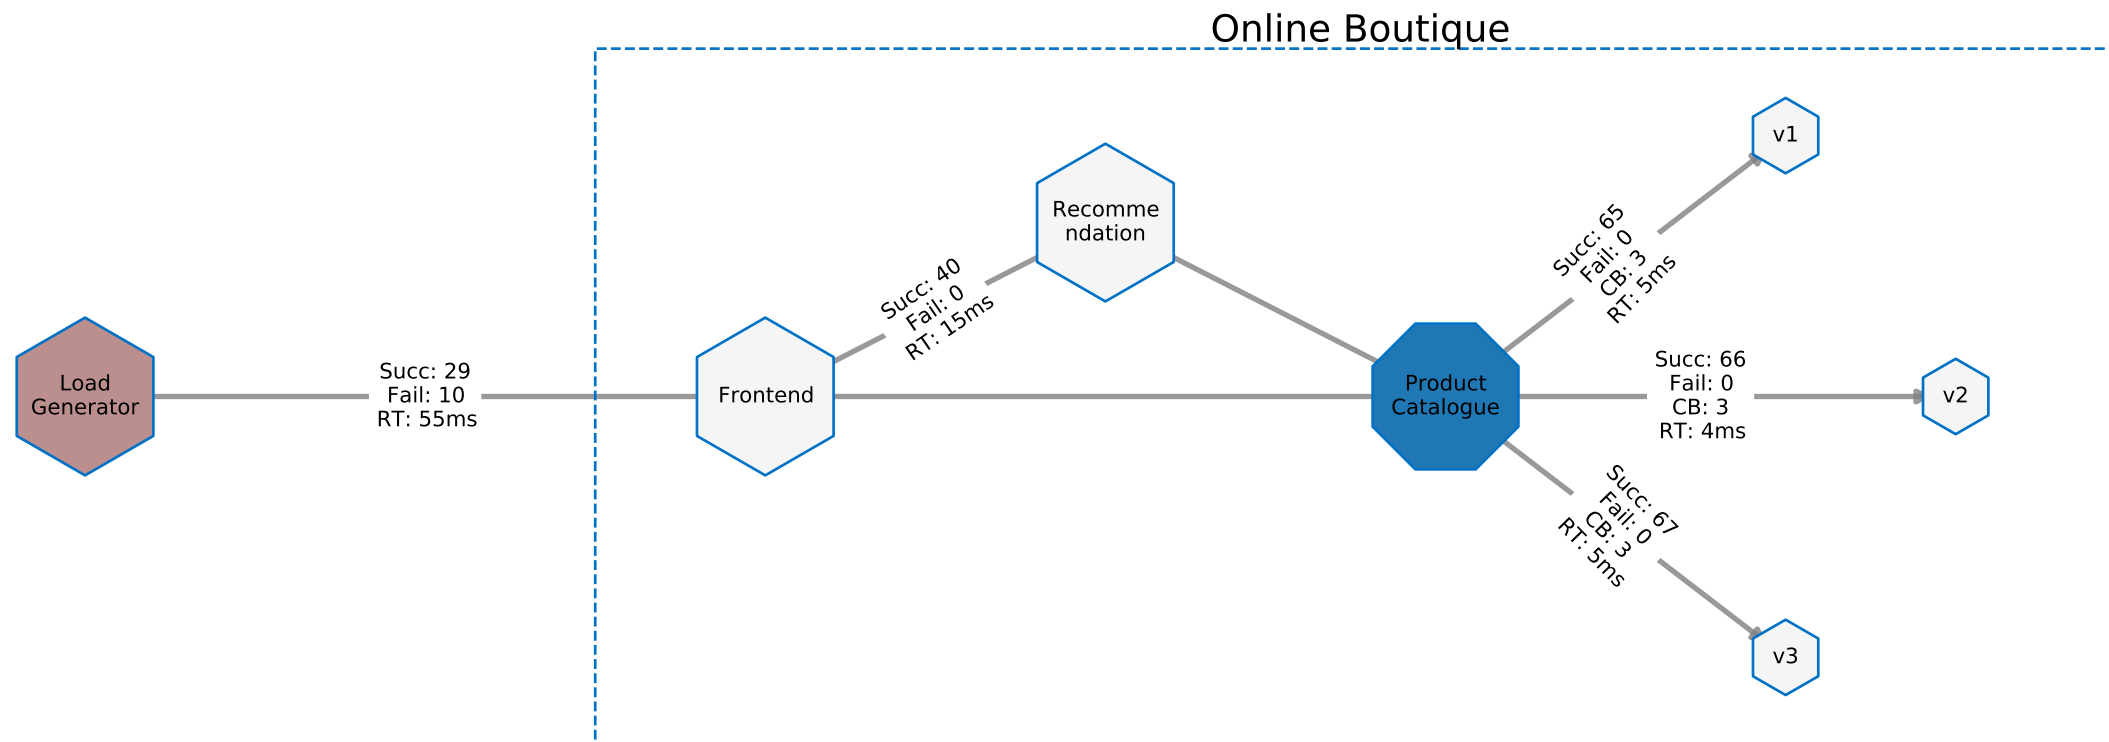 Online Boutique
Load
Generator
Succ: 29
Fail: 10
RT: 55ms
Frontend
Succ: 40
Fail: 0
RT: 15ms
Recomme
ndation
Product
Catalogue
Succ: 65
Fail: 0
CB: 3
RT: 5ms
v1
Succ: 66
Fail: 0
CB: 3
RT: 4ms
v2
Succ: 67
Fail: 0
CB: 3
RT: 5ms
v3